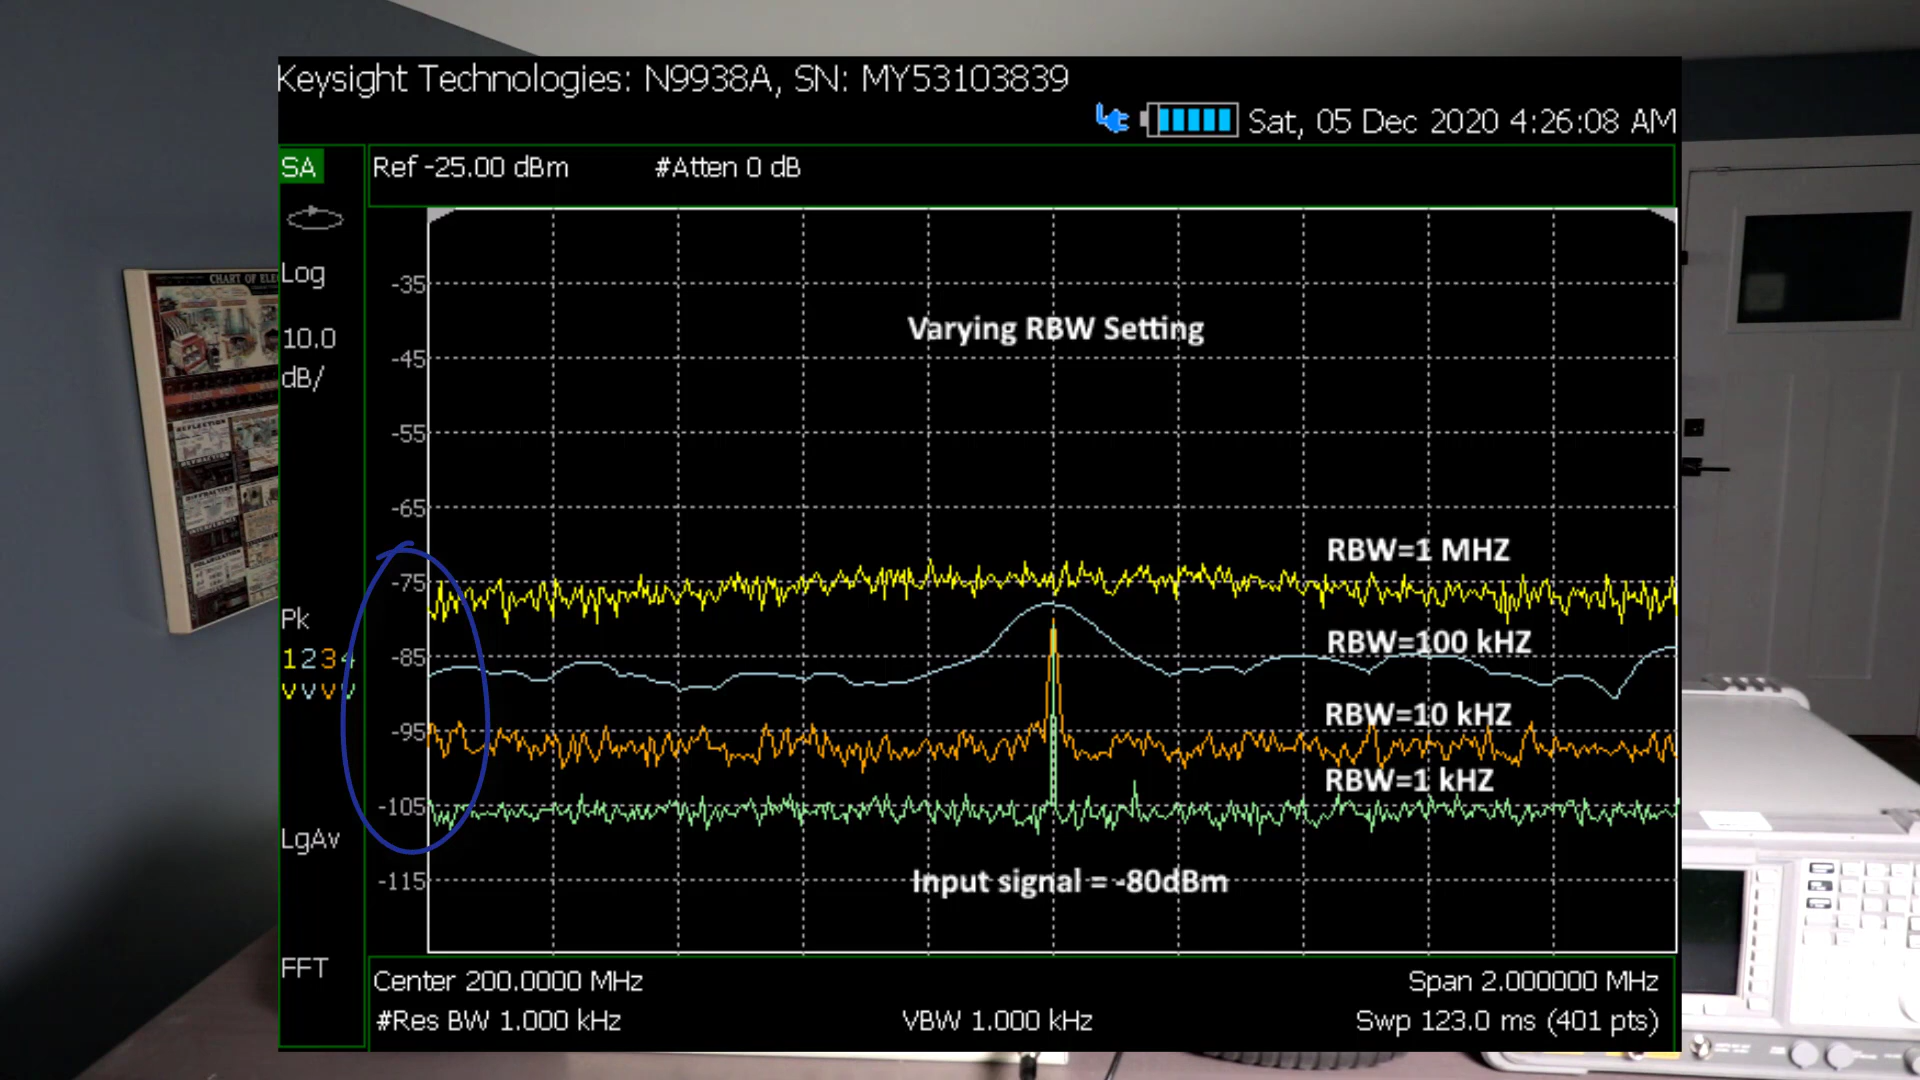 Keysight Technologies: N9938A, SN: MY53103839
Sat, 05 Dec 2020 4:26:08 AM
SA
Ref -25.00 dBm #Atten 0 dB
CHART OF ELE
Log
10.0
dB/
-35
Varying RBW Setting
-45
-55
-65
RBW=1 MHZ
-75
Pk
RBW=100 kHZ
1234
-85
VVVV
RBW=10 kHZ
-95
RBW=1 kHZ
-105
LgAv
-115
Input signal = -80dBm
FFT
Center 200.0000 MHz Span 2.000000 MHz
#Res BW 1.000 kHz VBW 1.000 kHz Swp 123.0 ms (401 pts)